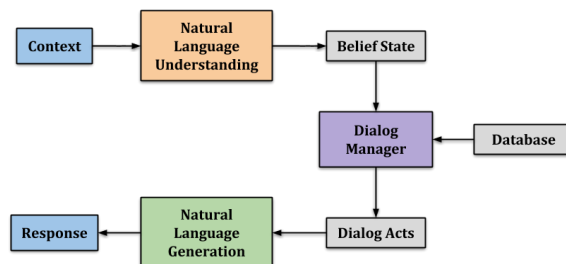 Context
Natural
Language
Understanding
Belief State
Dialog
Manager
Database
Response
Natural
Language
Generation
Dialog Acts